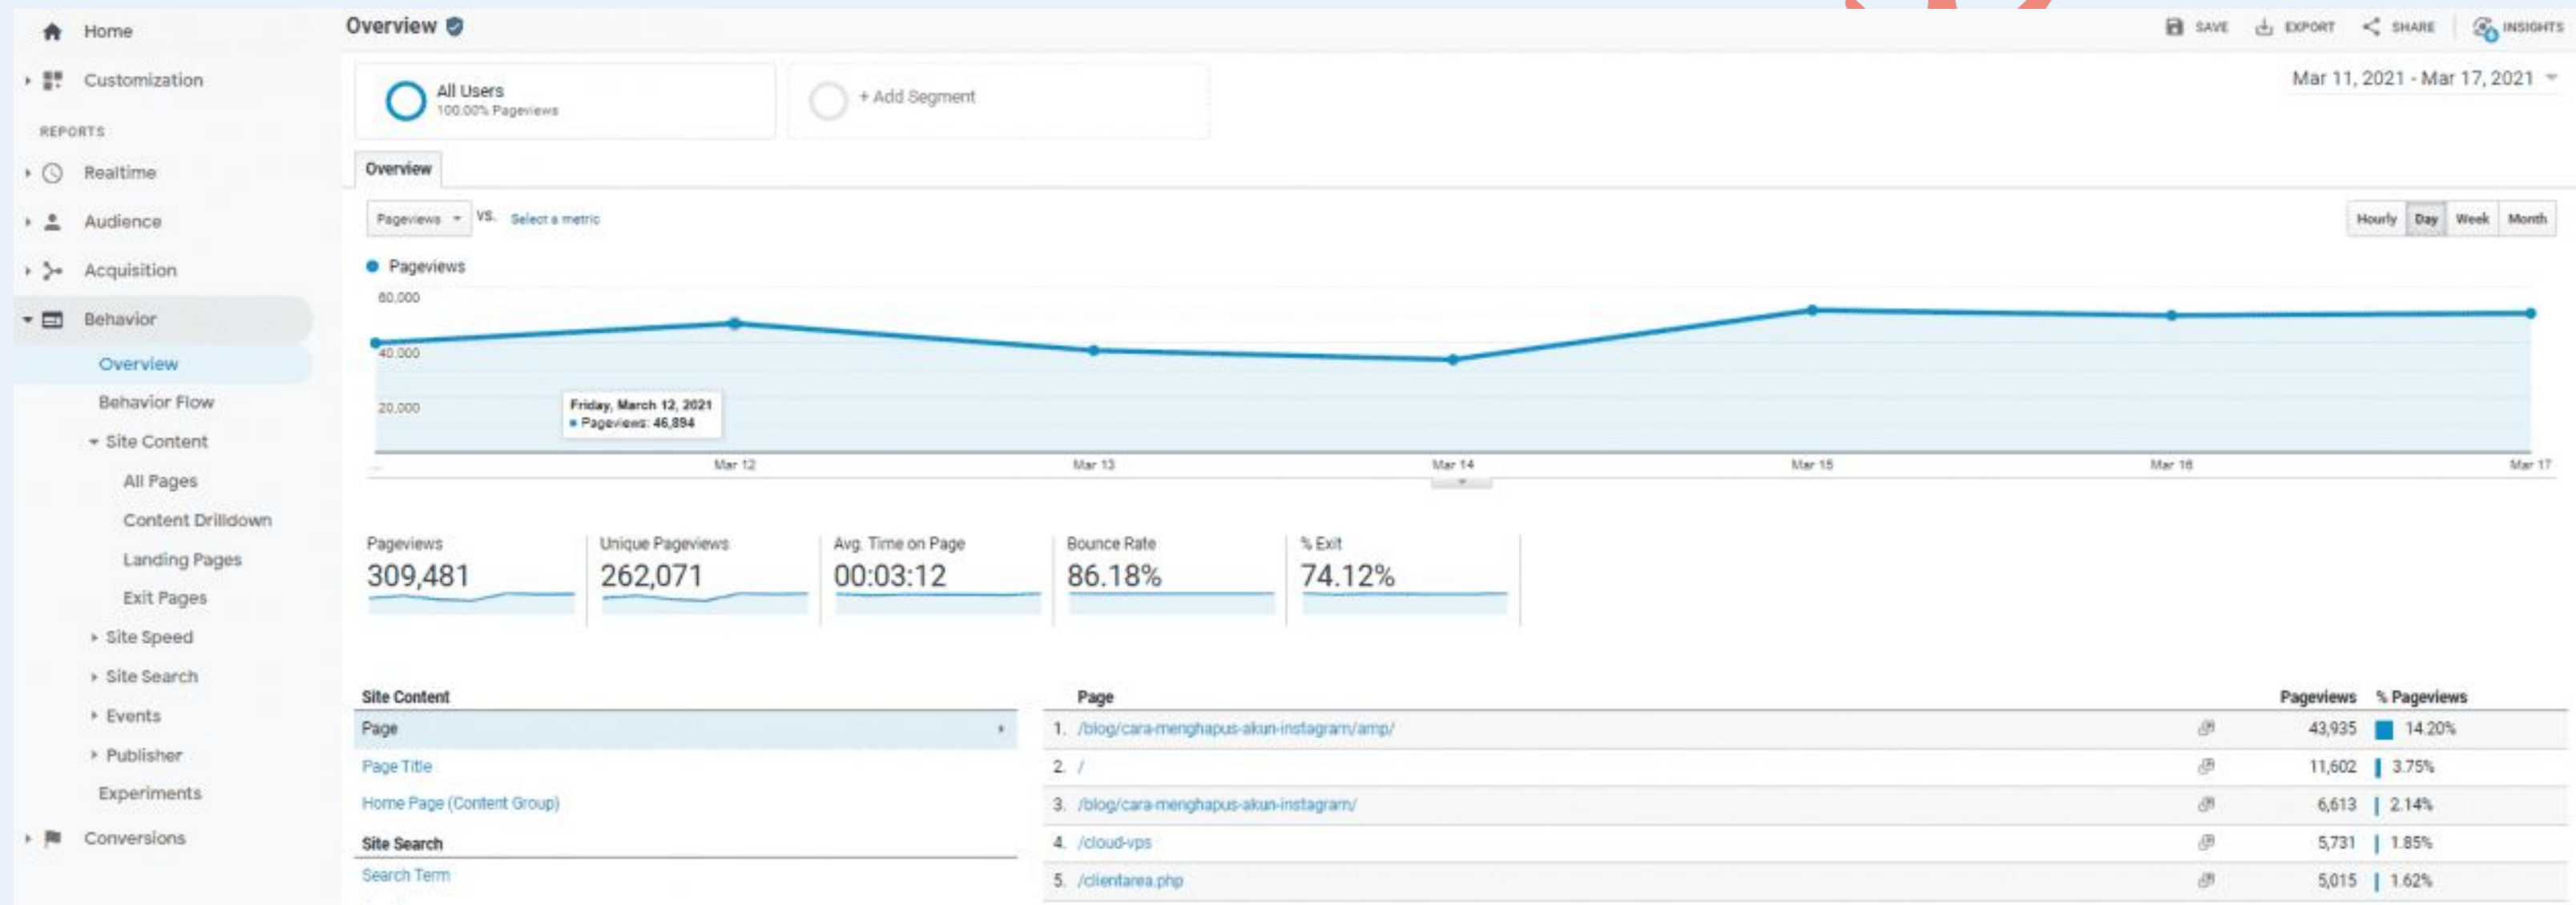 Home
Customization
REPORTS
Realtime
Audience
Acquisition
Behavior
Overview
Behavior Flow
Site Content
All Pages
Content Drilldown
Landing Pages
Exit Pages
Site Speed
Site Search
Events
Publisher
Experiments
Conversions
Overview
SAVE EXPORT SHARE INSIGHTS
All Users
100.00% Pageviews
+ Add Segment
Mar 11, 2021 - Mar 17, 2021
Overview
Pageviews VS. Select a metric
Hourly Day Week Month
Pageviews
60,000
40,000
20,000
Friday, March 12, 2021
Pageviews: 46,894
... Mar 12 Mar 13 Mar 14 Mar 15 Mar 16 Mar 17
Pageviews Unique Pageviews Avg. Time on Page Bounce Rate % Exit
309,481 262,071 00:03:12 86.18% 74.12%
Site Content
Page
Page Title
Home Page (Content Group)
Site Search
Search Term
Page Pageviews % Pageviews
1. /blog/cara-menghapus-akun-instagram/amp/ 43,935 14.20%
2. / 11,602 3.75%
3. /blog/cara-menghapus-akun-instagram/ 6,613 2.14%
4. /cloud-vps 5,731 1.85%
5. /clientarea.php 5,015 1.62%